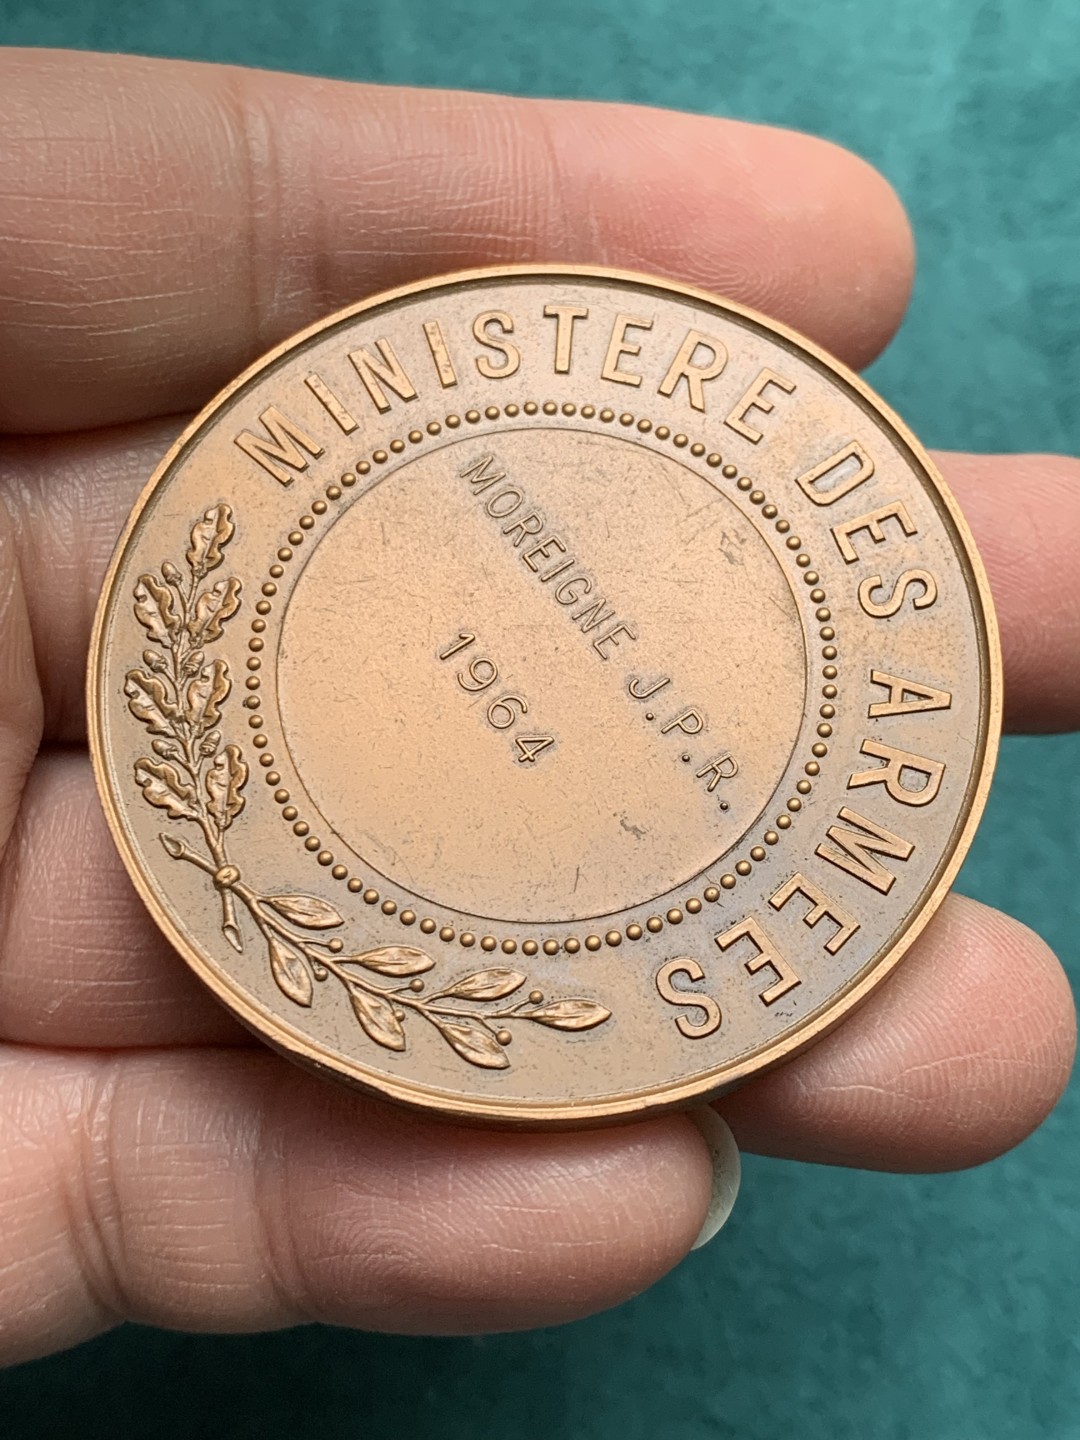 MINISTERE DES ARMEES
MOREIGNE J.P.R.
1964